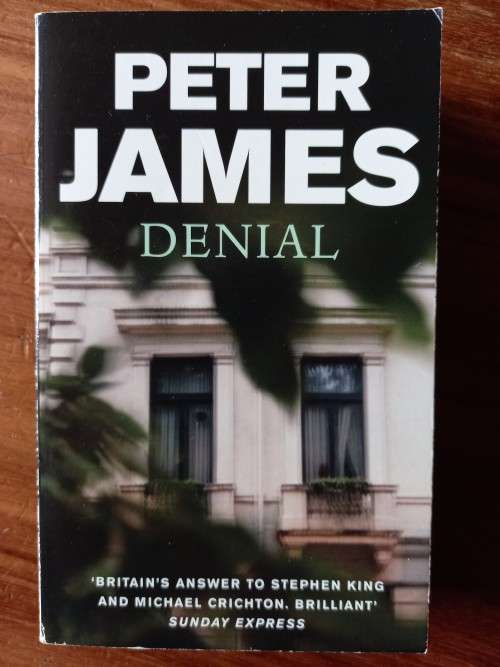 PETER
JAMES
DENIAL
‘BRITAIN’S ANSWER TO STEPHEN KING
AND MICHAEL CRICHTON. BRILLIANT’
SUNDAY EXPRESS